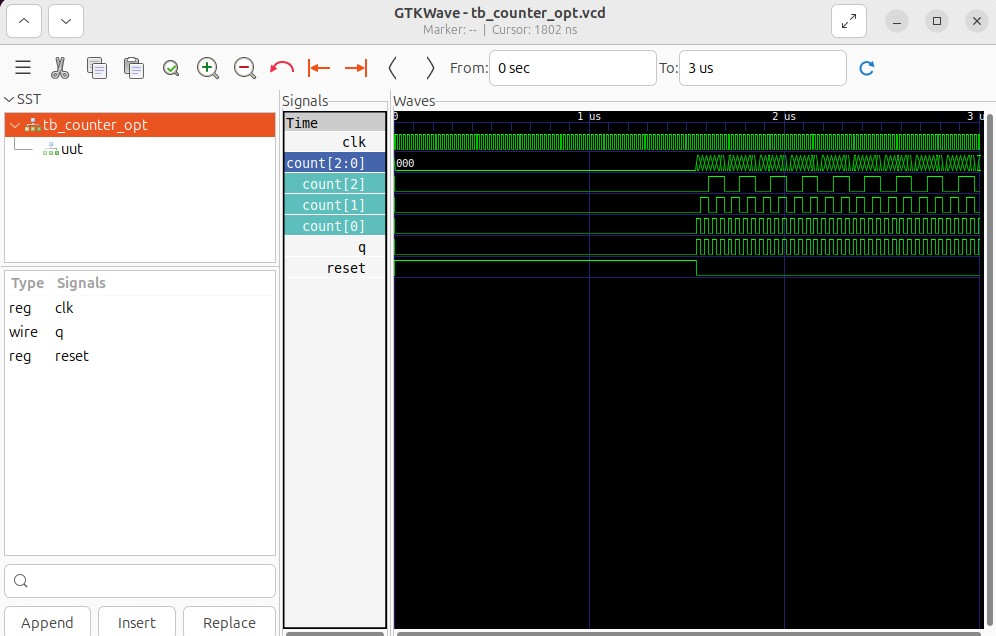 GTKWave - tb_counter_opt.vcd
Marker: -- | Cursor: 1802 ns
From: 0 sec To: 3 us
SST
tb_counter_opt
uut
Type Signals
reg clk
wire q
reg reset
Append Insert Replace
Signals
Time
clk
count[2:0]
count[2]
count[1]
count[0]
q
reset
Waves
0 1 us 2 us 3 u
000